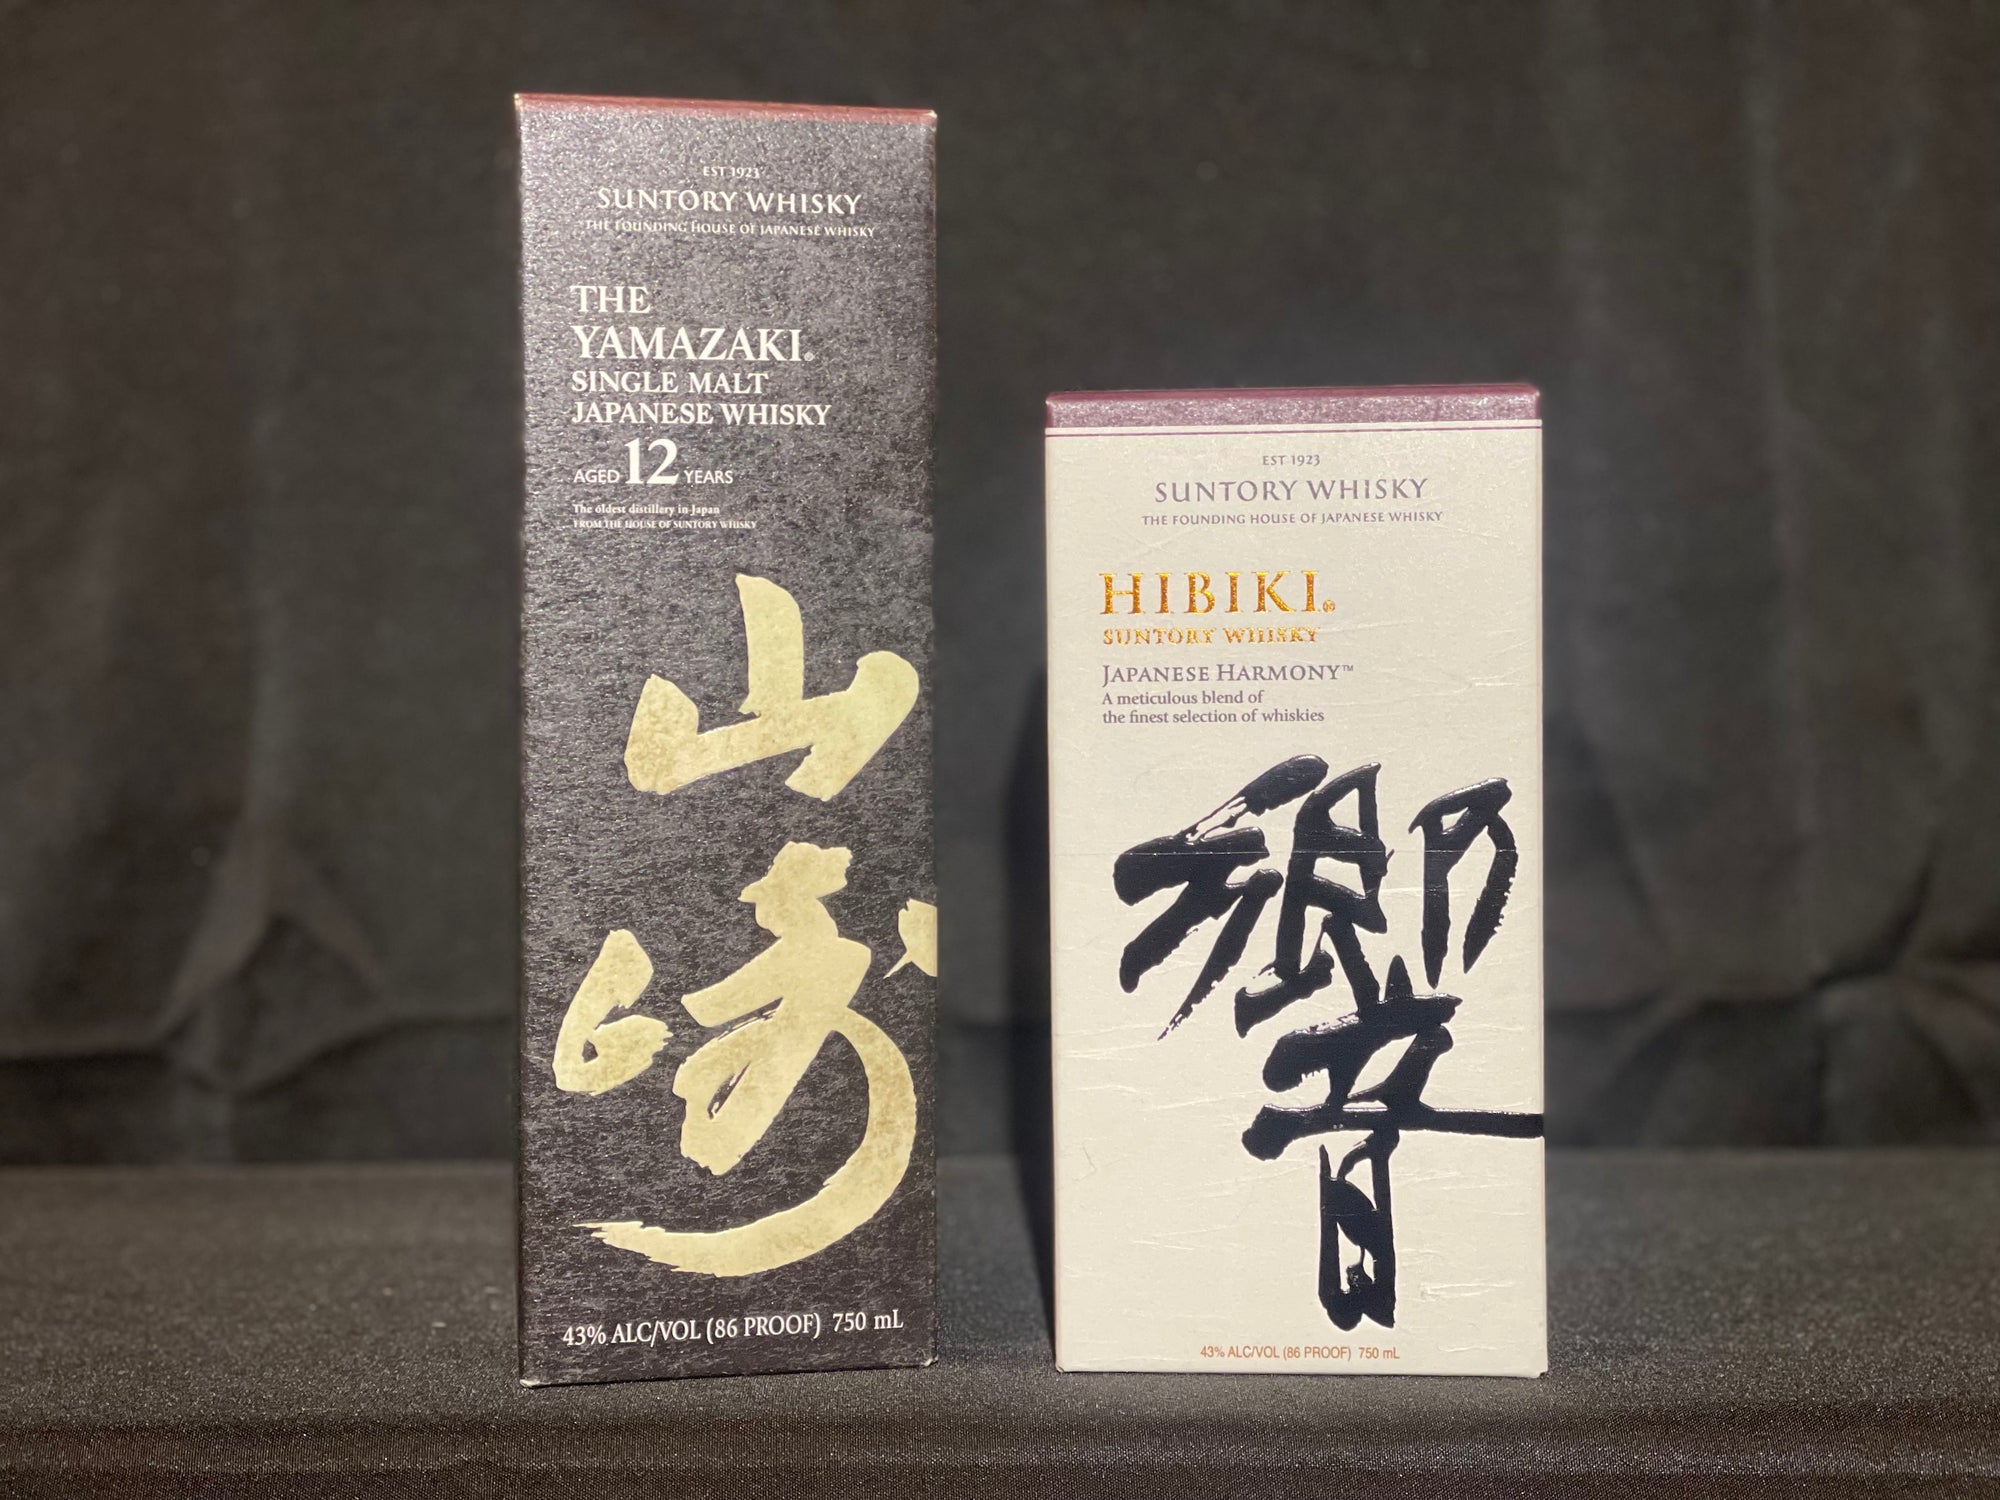 EST 1923
SUNTORY WHISKY
THE FOUNDING HOUSE OF JAPANESE WHISKY
THE
YAMAZAKI®
SINGLE MALT
JAPANESE WHISKY
AGED 12 YEARS
The oldest distillery in Japan
FROM THE HOUSE OF SUNTORY WHISKY
山
崎
43% ALC/VOL (86 PROOF) 750 mL
EST 1923
SUNTORY WHISKY
THE FOUNDING HOUSE OF JAPANESE WHISKY
HIBIKI®
SUNTORY WHISKY
JAPANESE HARMONY™
A meticulous blend of
the finest selection of whiskies
響
43% ALC/VOL (86 PROOF) 750 mL